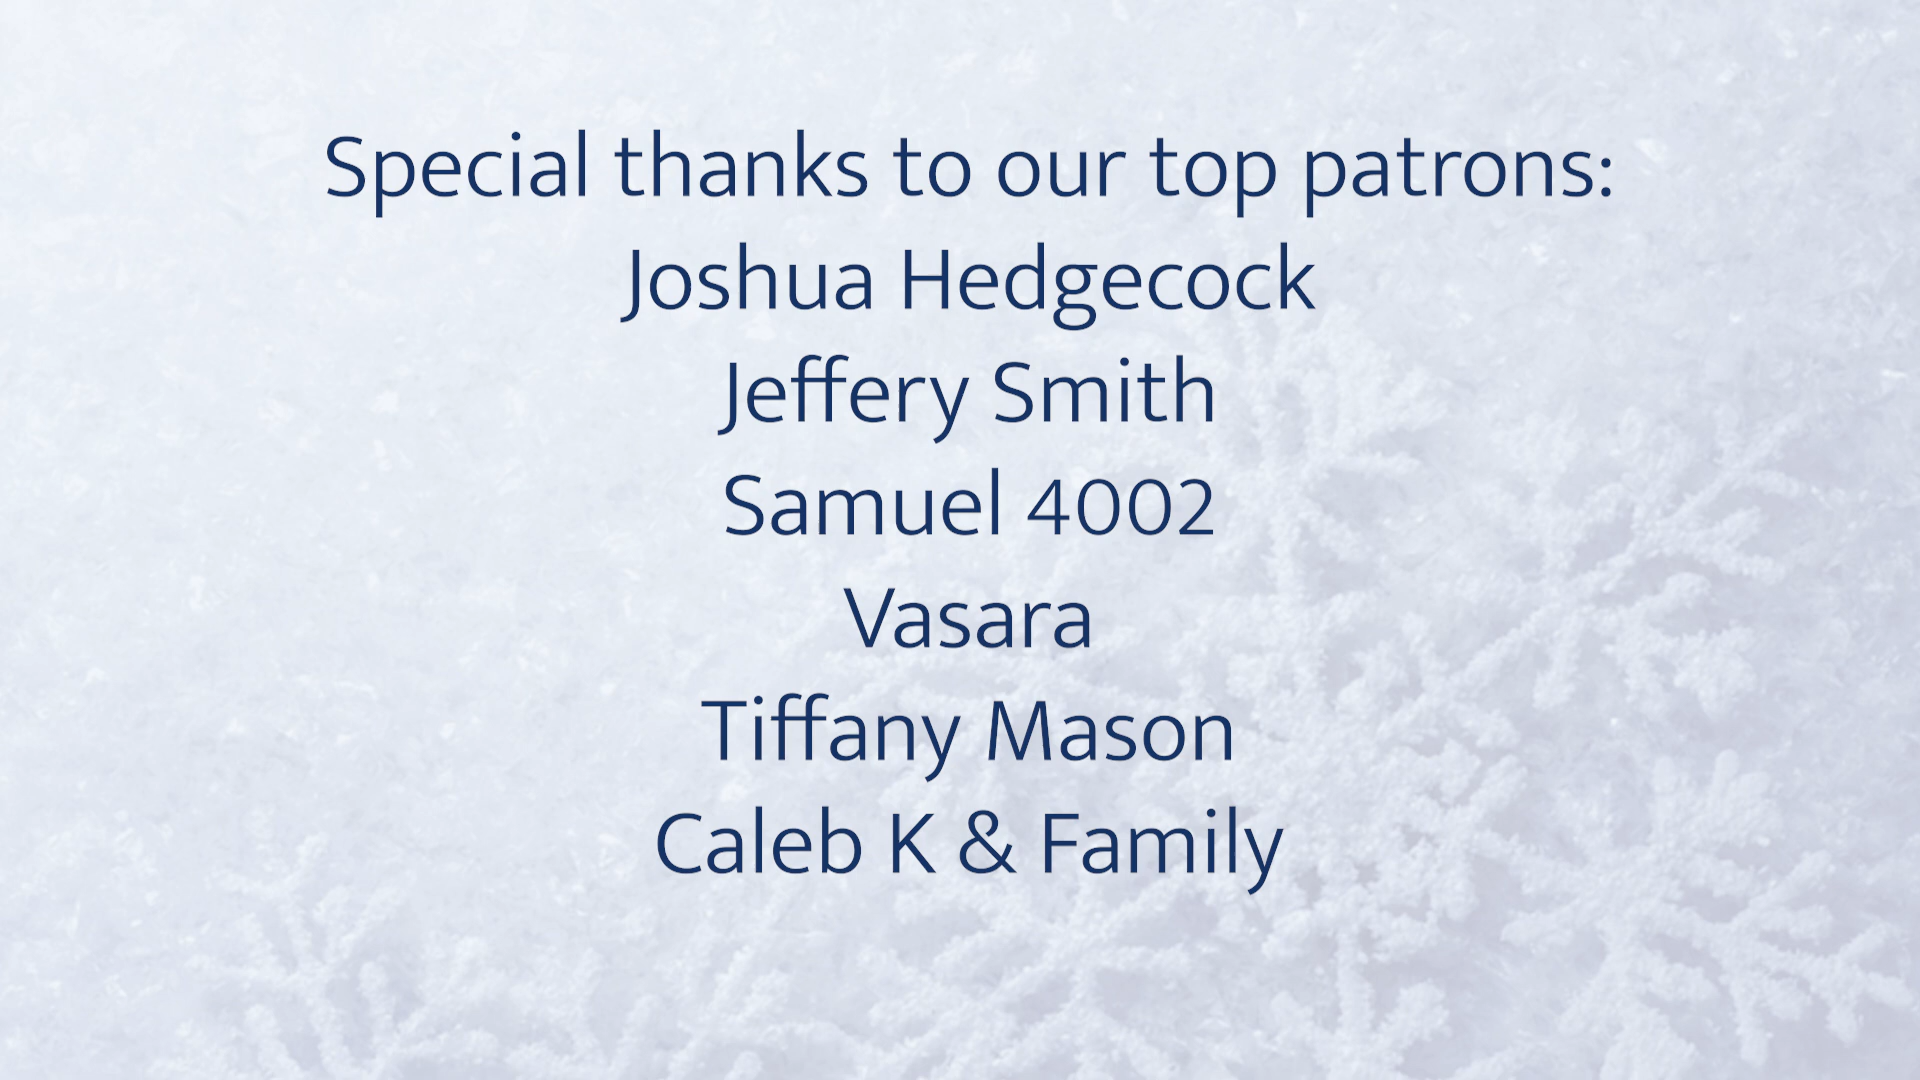 Special thanks to our top patrons:
Joshua Hedgecock
Jeffery Smith
Samuel 4002
Vasara
Tiffany Mason
Caleb K & Family